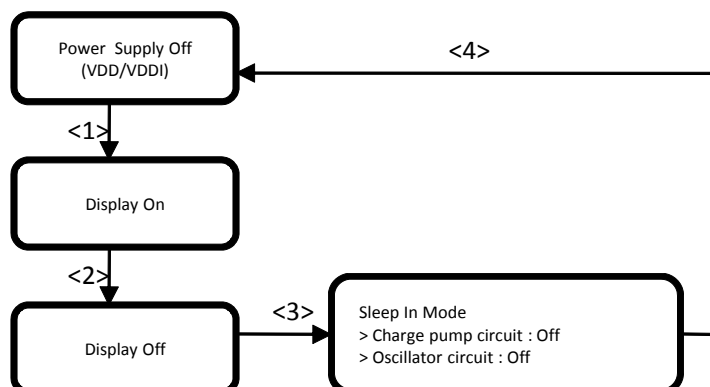 Power Supply Off
(VDD/VDDI)
<4>
<1>
Display On
<2>
Display Off
<3>
Sleep In Mode
> Charge pump circuit : Off
> Oscillator circuit : Off